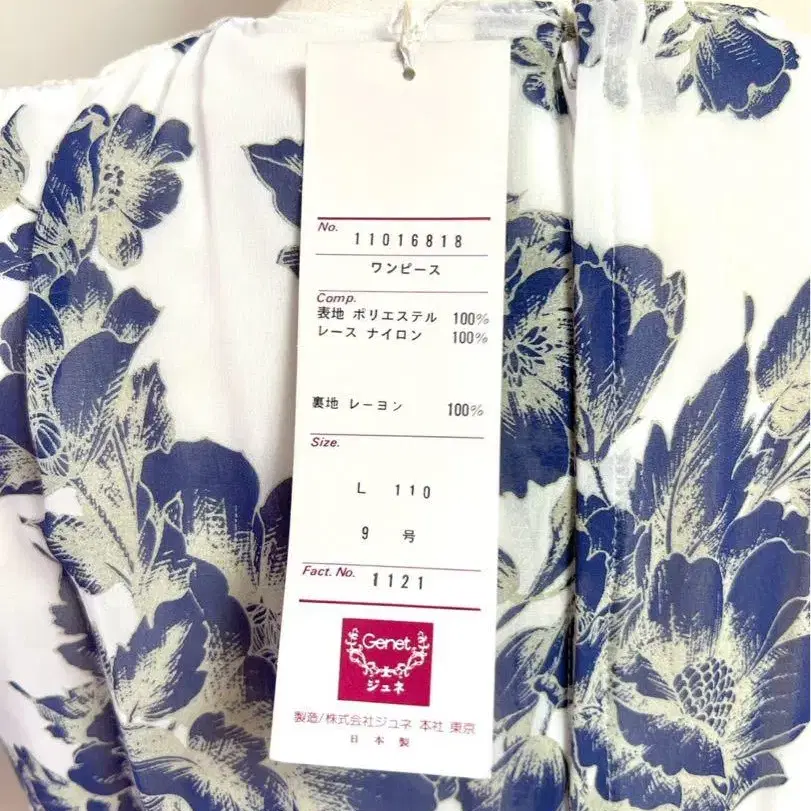 No. 11016818
ワンピース
Comp.
表地 ポリエステル 100%
レース ナイロン 100%
裏地 レーヨン 100%
Size.
L 110
9 号
Fact. No. 1121
Genet
ジュネ
製造/株式会社ジュネ 本社 東京
日本製